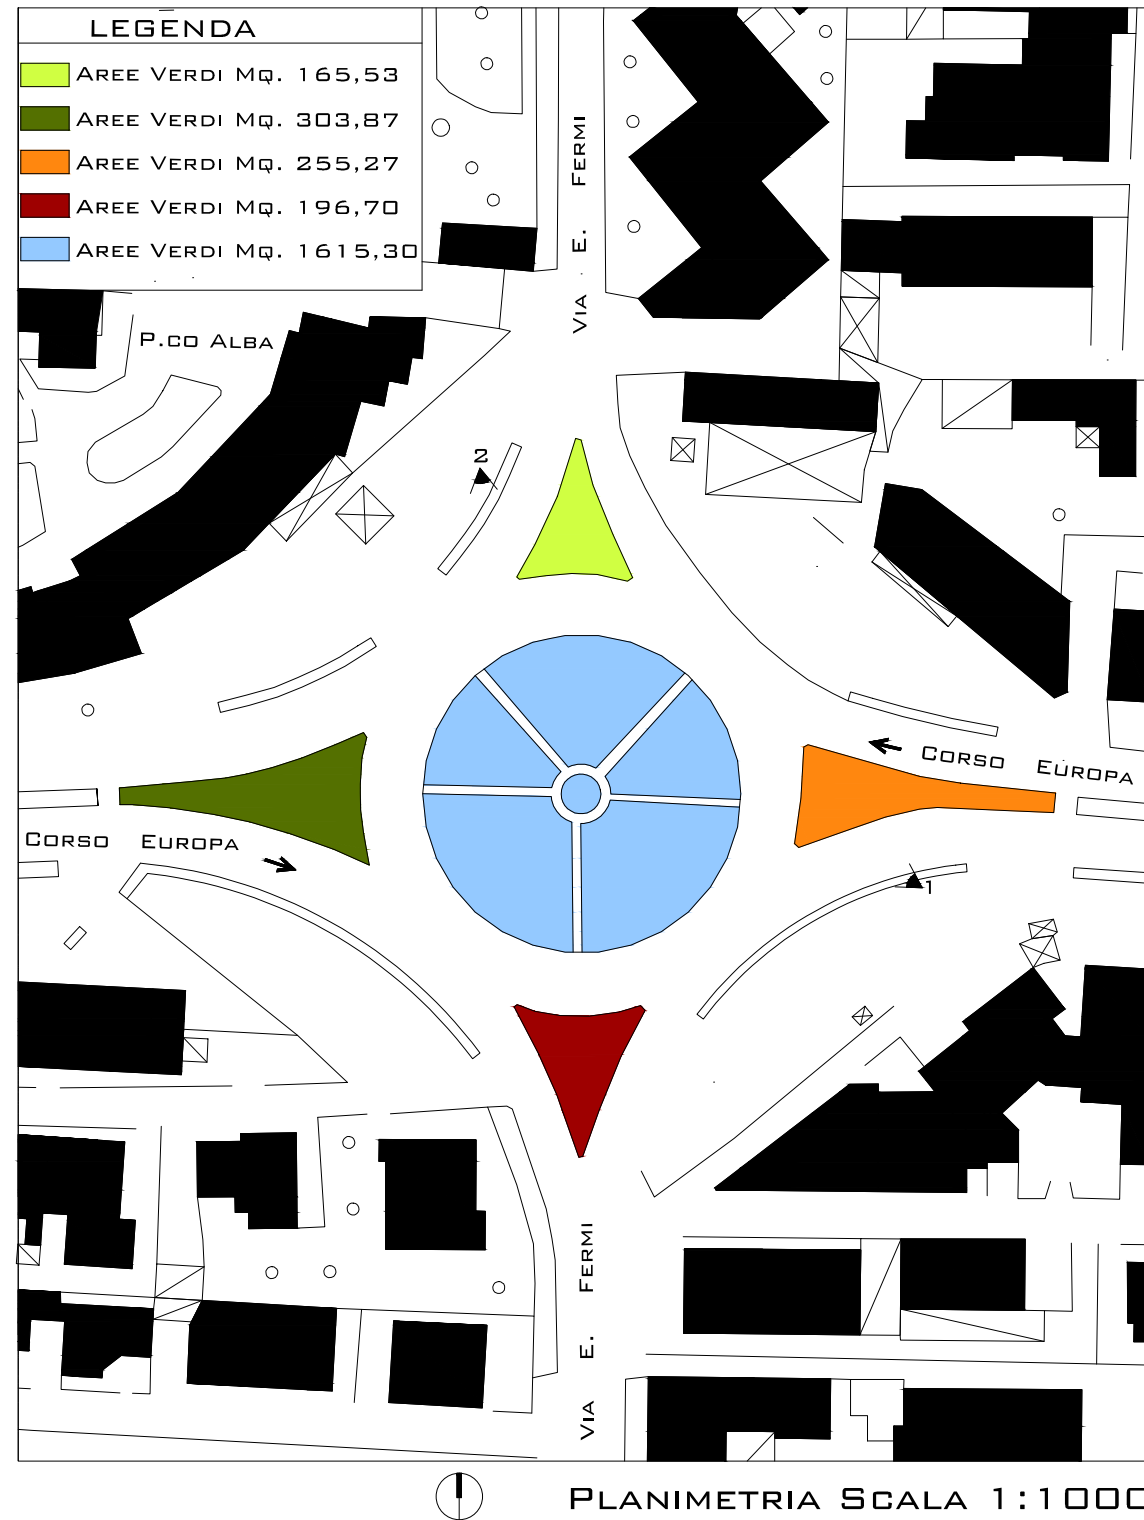 LEGENDA
AREE VERDI MQ. 165,53
AREE VERDI MQ. 303,87
AREE VERDI MQ. 255,27
AREE VERDI MQ. 196,70
AREE VERDI MQ. 1615,30
VIA E. FERMI
P.CO ALBA
2
CORSO EUROPA
CORSO EUROPA
1
VIA E. FERMI
PLANIMETRIA SCALA 1:1000